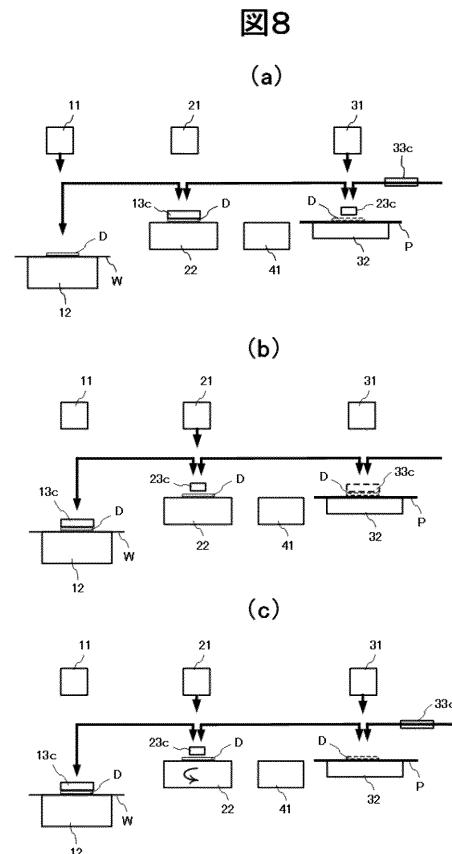 図8
(a)
11 21 31
33c
13c D D 23c
D
W 22 41 32 P
12
(b)
11 21 31
23c D D 33c
13c D
W 22 41 32 P
12
(c)
11 21 31
33c
23c D D
13c D
W 22 41 32 P
12